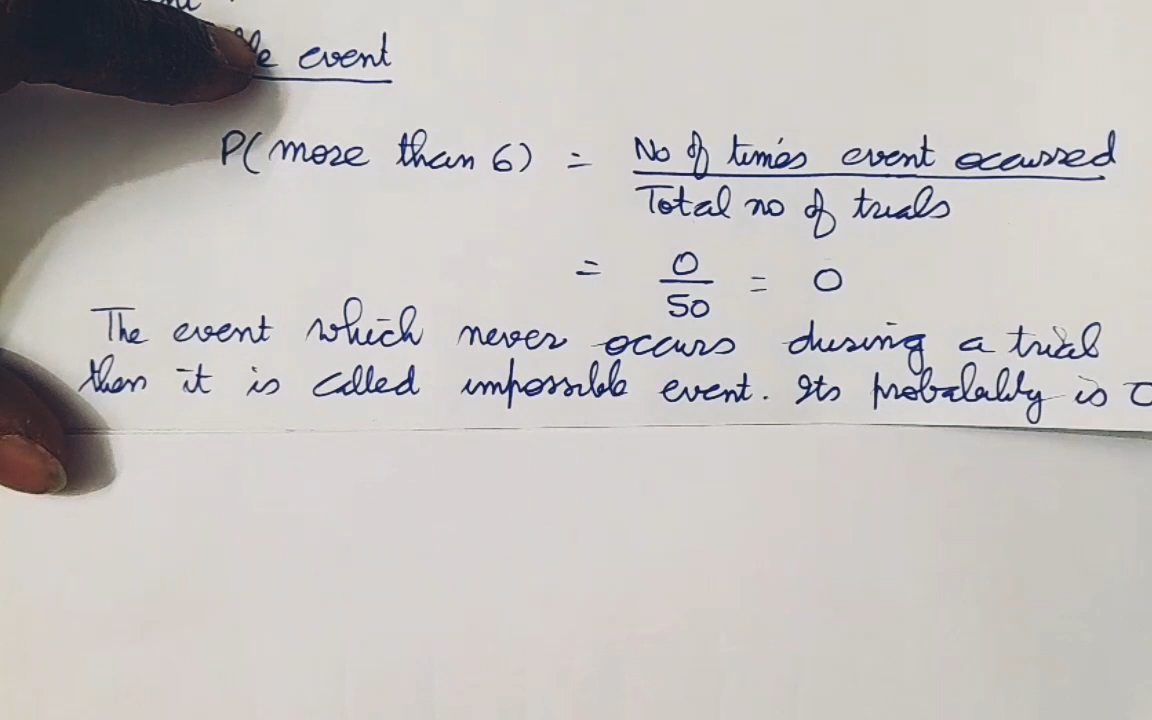 event
P(more than 6) = No of times event occurred
Total no of trials
= 0/50 = 0
The event which never occurs during a trial
then it is called impossible event. Its probability is 0